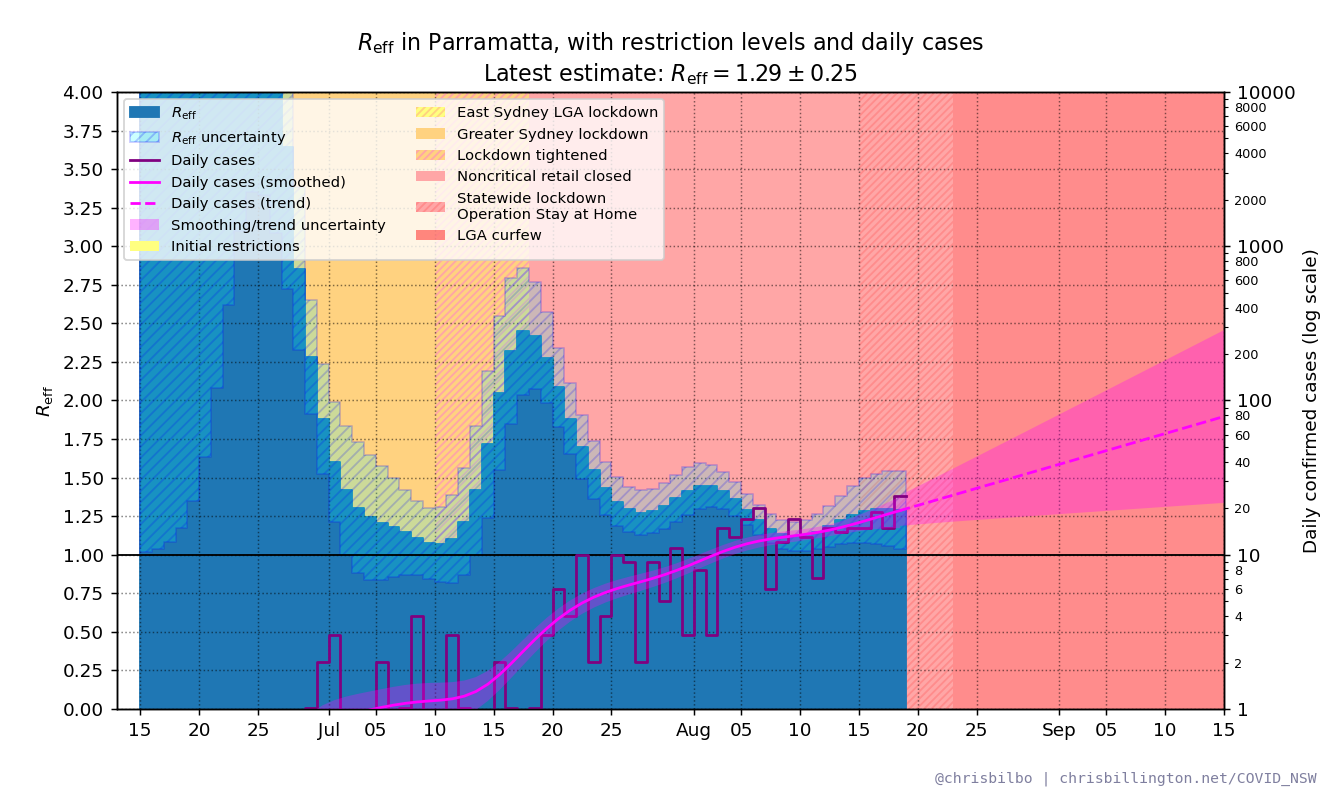 Reff in Parramatta, with restriction levels and daily cases
Latest estimate: Reff = 1.29 ± 0.25
4.00
3.75
3.50
3.25
3.00
2.75
2.50
2.25
2.00
1.75
1.50
1.25
1.00
0.75
0.50
0.25
0.00
Reff
Reff
Reff uncertainty
Daily cases
Daily cases (smoothed)
Daily cases (trend)
Smoothing/trend uncertainty
Initial restrictions
East Sydney LGA lockdown
Greater Sydney lockdown
Lockdown tightened
Noncritical retail closed
Statewide lockdown
Operation Stay at Home
LGA curfew
10000
8000
6000
4000
2000
1000
800
600
400
200
100
80
60
40
20
10
8
6
4
2
1
Daily confirmed cases (log scale)
15 20 25 Jul 05 10 15 20 25 Aug 05 10 15 20 25 Sep 05 10 15
@chrisbilbo | chrisbillington.net/COVID_NSW